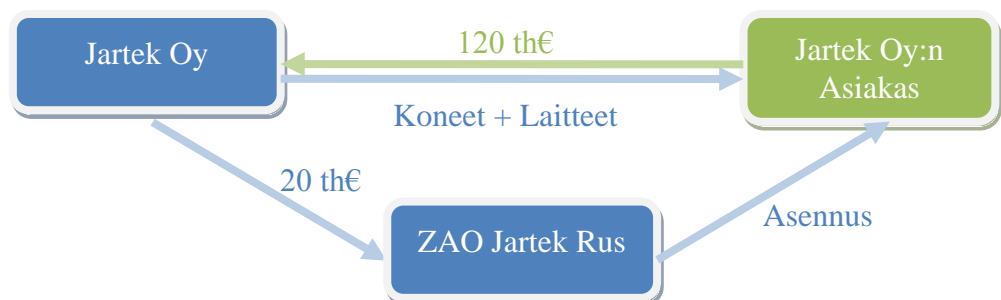 Jartek Oy
120 th€
Jartek Oy:n
Asiakas
Koneet + Laitteet
20 th€
ZAO Jartek Rus
Asennus